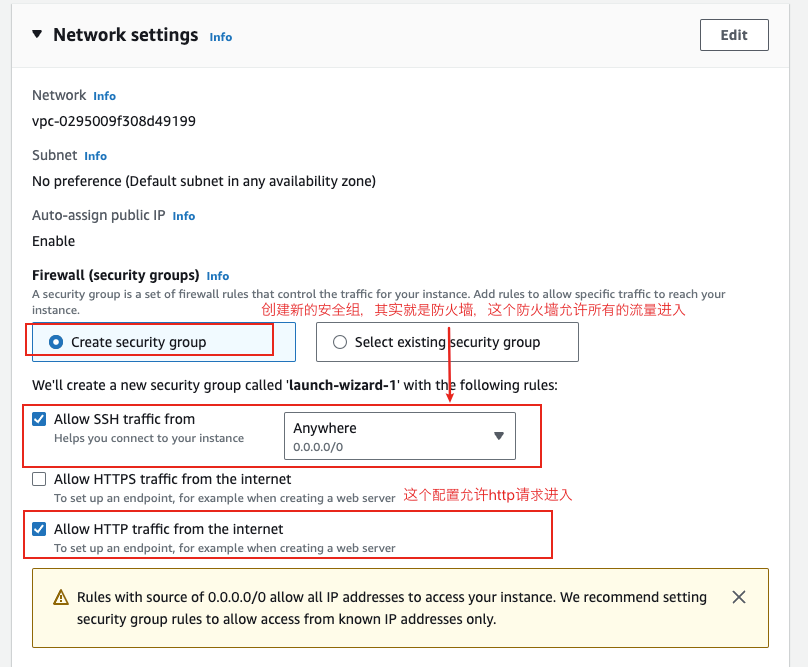 Network settings Info
Edit
Network Info
vpc-0295009f308d49199
Subnet Info
No preference (Default subnet in any availability zone)
Auto-assign public IP Info
Enable
Firewall (security groups) Info
A security group is a set of firewall rules that control the traffic for your instance. Add rules to allow specific traffic to reach your
instance.
创建新的安全组，其实就是防火墙，这个防火墙允许所有的流量进入
Create security group
Select existing security group
We'll create a new security group called 'launch-wizard-1' with the following rules:
Allow SSH traffic from
Helps you connect to your instance
Anywhere
0.0.0.0/0
Allow HTTPS traffic from the internet
To set up an endpoint, for example when creating a web server
这个配置允许http请求进入
Allow HTTP traffic from the internet
To set up an endpoint, for example when creating a web server
Rules with source of 0.0.0.0/0 allow all IP addresses to access your instance. We recommend setting
security group rules to allow access from known IP addresses only.